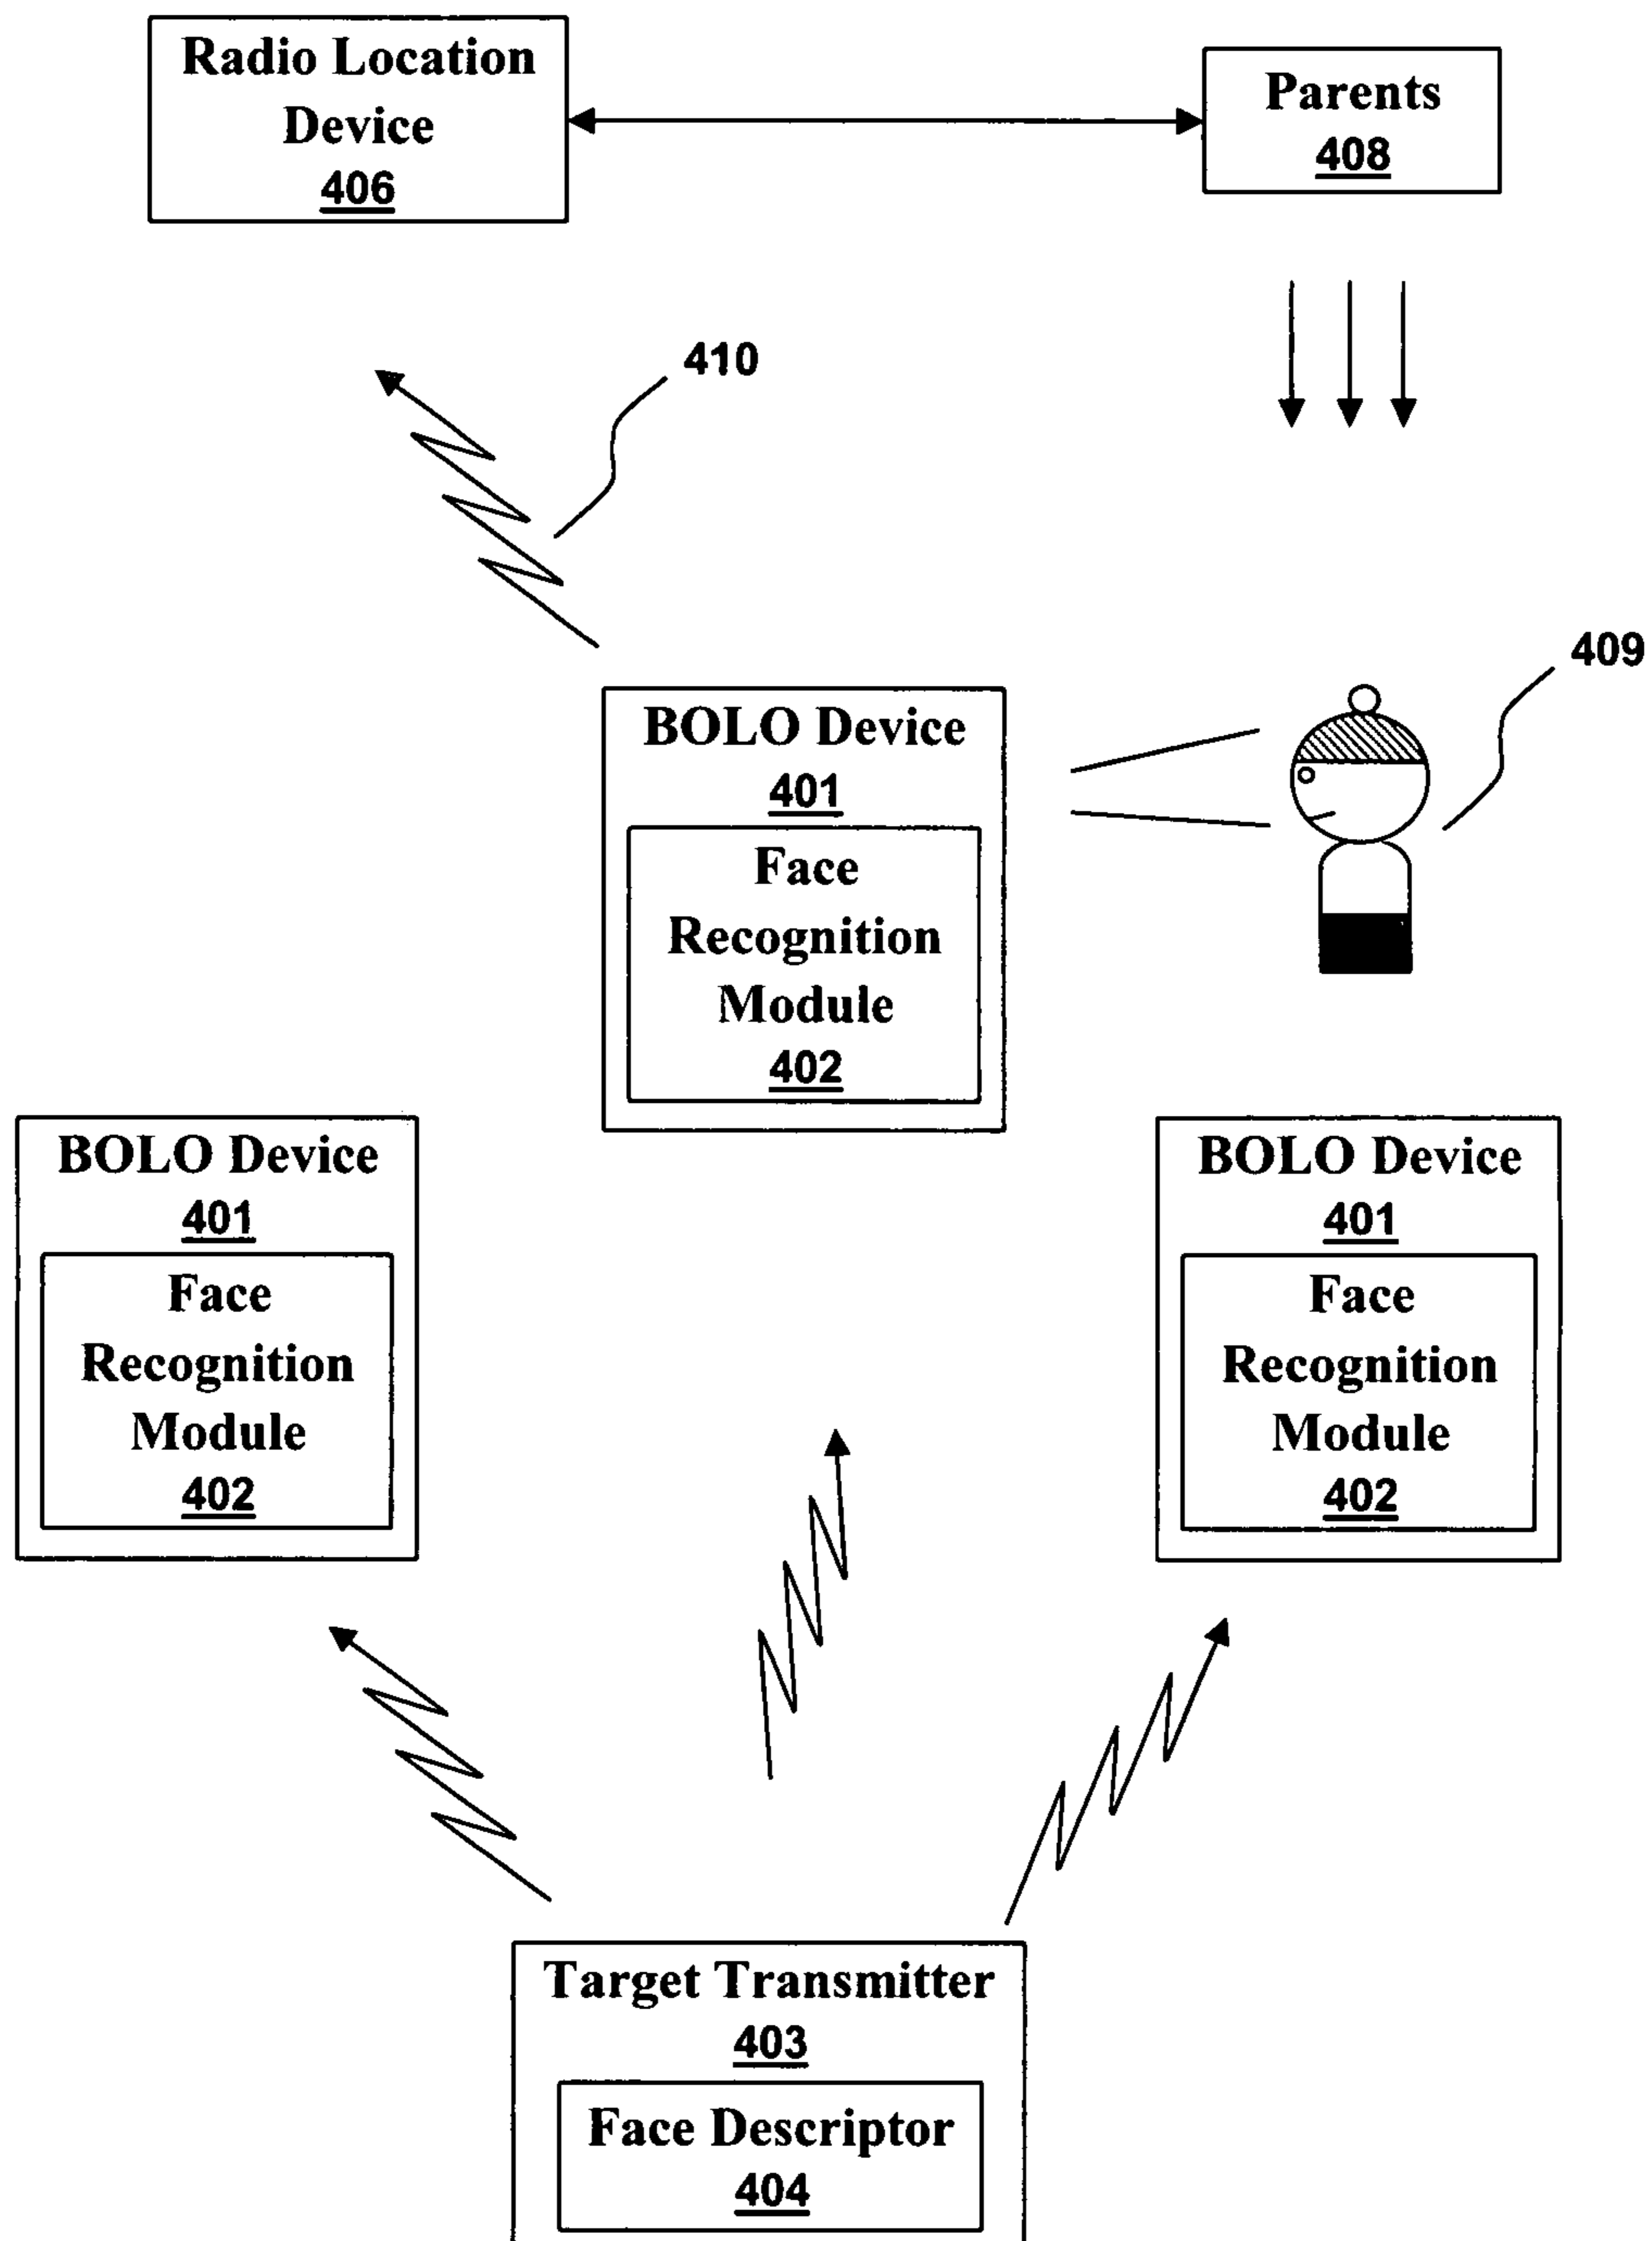 Radio Location
Device
406
Parents
408
410
409
BOLO Device
401
Face
Recognition
Module
402
BOLO Device
401
Face
Recognition
Module
402
BOLO Device
401
Face
Recognition
Module
402
Target Transmitter
403
Face Descriptor
404